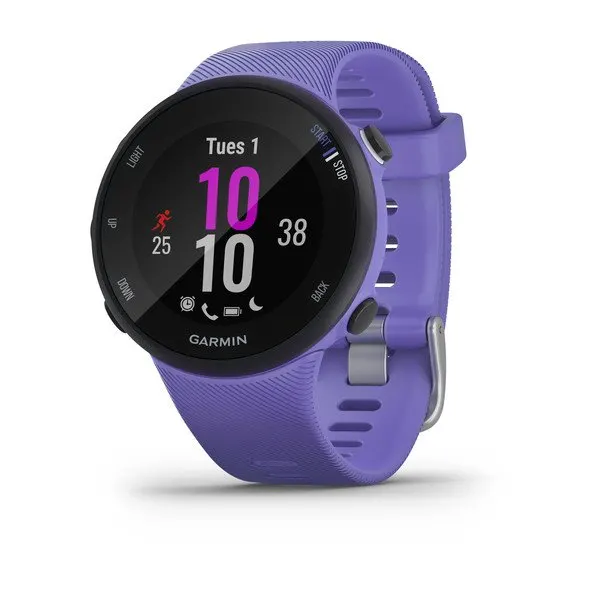 LIGHT
Tues 1
START
STOP
10
UP
25
38
10
DOWN
BACK
GARMIN